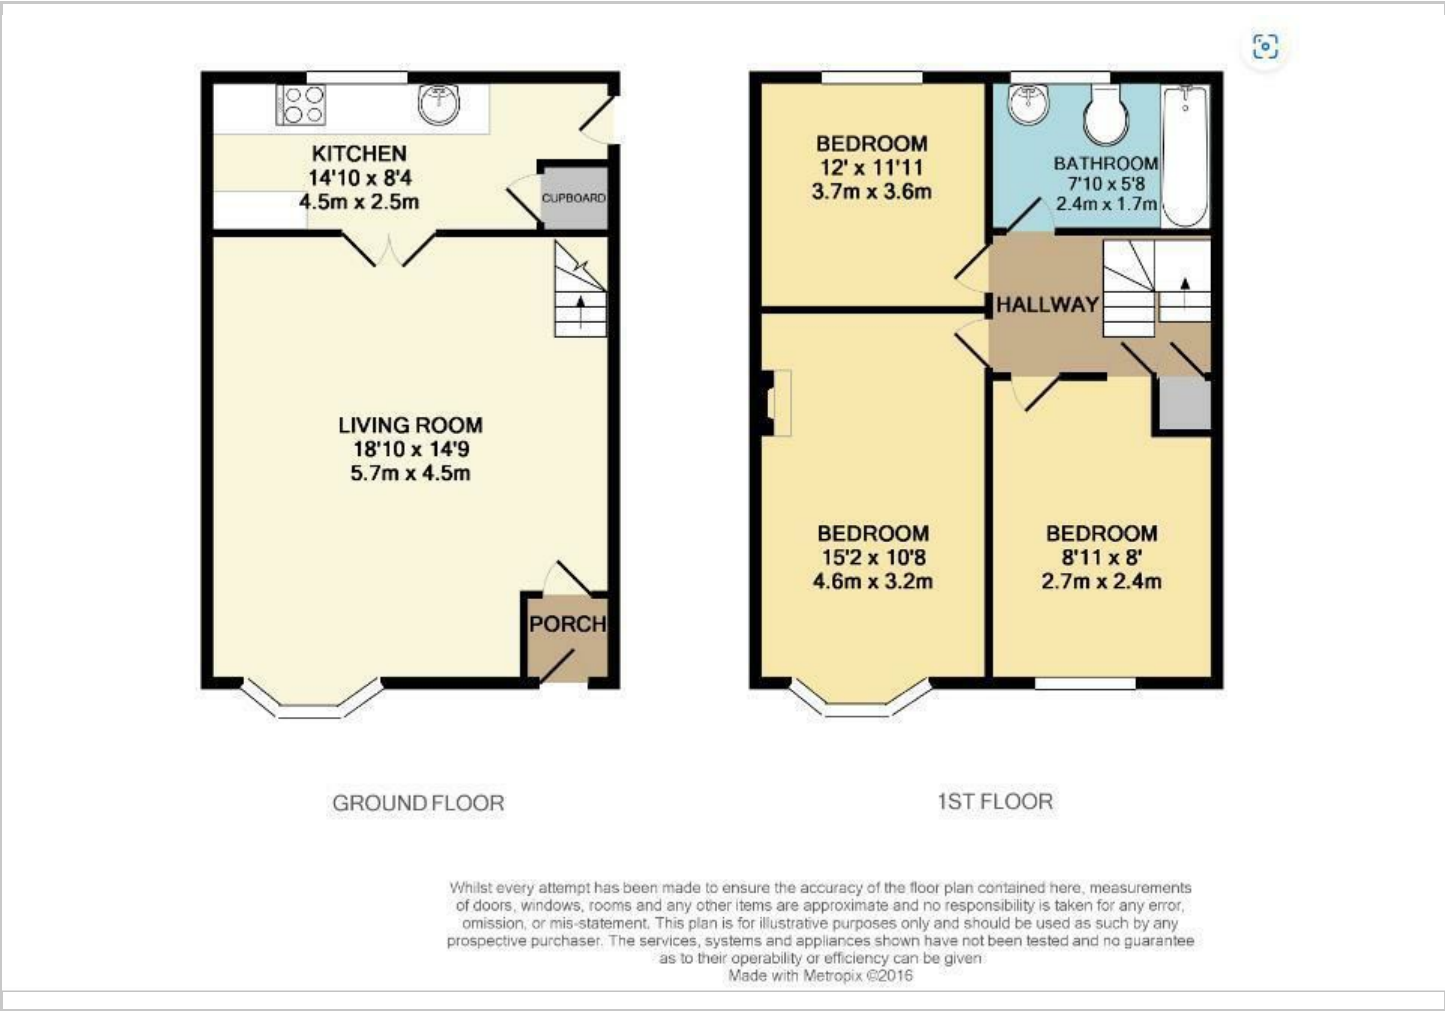 KITCHEN
14'10 x 8'4
4.5m x 2.5m
CUPBOARD
LIVING ROOM
18'10 x 14'9
5.7m x 4.5m
PORCH
GROUND FLOOR
BEDROOM
12' x 11'11
3.7m x 3.6m
BATHROOM
7'10 x 5'8
2.4m x 1.7m
HALLWAY
BEDROOM
15'2 x 10'8
4.6m x 3.2m
BEDROOM
8'11 x 8'
2.7m x 2.4m
1ST FLOOR
Whilst every attempt has been made to ensure the accuracy of the floor plan contained here, measurements
of doors, windows, rooms and any other items are approximate and no responsibility is taken for any error,
omission, or mis-statement. This plan is for illustrative purposes only and should be used as such by any
prospective purchaser. The services, systems and appliances shown have not been tested and no guarantee
as to their operability or efficiency can be given
Made with Metropix ©2016